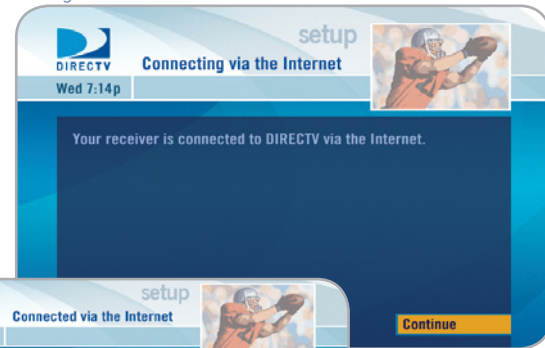 setup
DIRECTV
Connecting via the Internet
Wed 7:14p
Your receiver is connected to DIRECTV via the Internet.
Continue
setup
Connected via the Internet